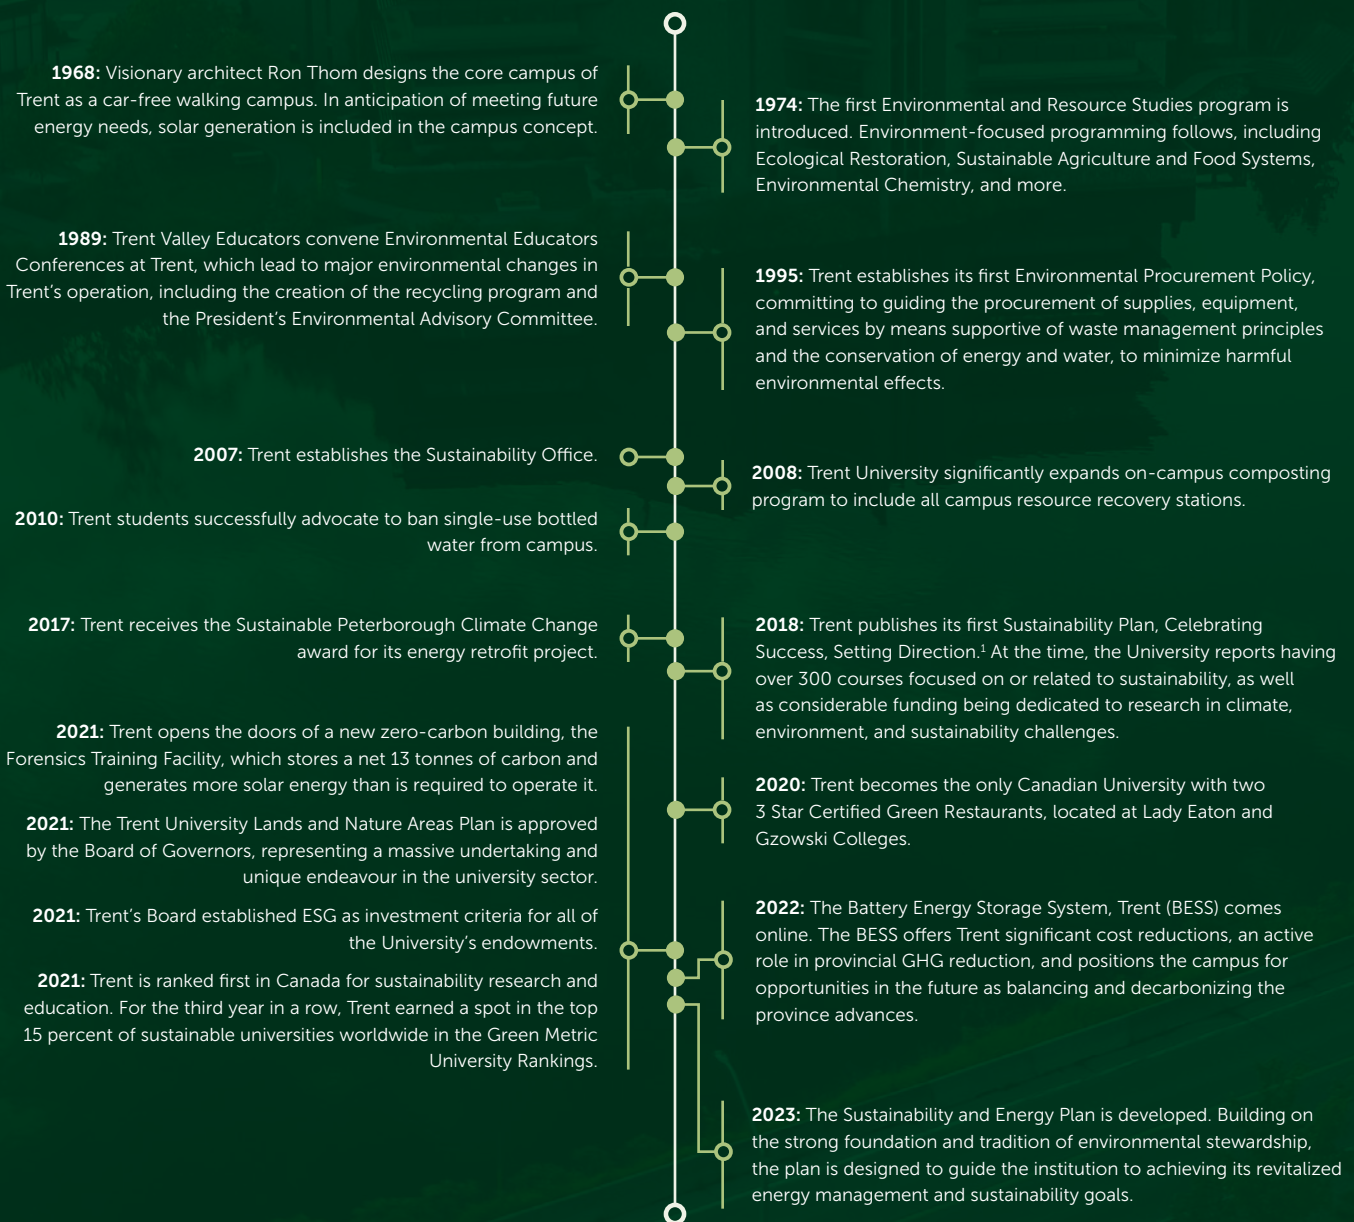 1968: Visionary architect Ron Thom designs the core campus of
Trent as a car-free walking campus. In anticipation of meeting future
energy needs, solar generation is included in the campus concept.
1974: The first Environmental and Resource Studies program is
introduced. Environment-focused programming follows, including
Ecological Restoration, Sustainable Agriculture and Food Systems,
Environmental Chemistry, and more.
1989: Trent Valley Educators convene Environmental Educators
Conferences at Trent, which lead to major environmental changes in
Trent's operation, including the creation of the recycling program and
the President's Environmental Advisory Committee.
1995: Trent establishes its first Environmental Procurement Policy,
committing to guiding the procurement of supplies, equipment,
and services by means supportive of waste management principles
and the conservation of energy and water, to minimize harmful
environmental effects.
2007: Trent establishes the Sustainability Office.
2008: Trent University significantly expands on-campus composting
program to include all campus resource recovery stations.
2010: Trent students successfully advocate to ban single-use bottled
water from campus.
2017: Trent receives the Sustainable Peterborough Climate Change
award for its energy retrofit project.
2018: Trent publishes its first Sustainability Plan, Celebrating
Success, Setting Direction.¹ At the time, the University reports having
over 300 courses focused on or related to sustainability, as well
as considerable funding being dedicated to research in climate,
environment, and sustainability challenges.
2020: Trent becomes the only Canadian University with two
3 Star Certified Green Restaurants, located at Lady Eaton and
Gzowski Colleges.
2021: Trent opens the doors of a new zero-carbon building, the
Forensics Training Facility, which stores a net 13 tonnes of carbon and
generates more solar energy than is required to operate it.
2021: The Trent University Lands and Nature Areas Plan is approved
by the Board of Governors, representing a massive undertaking and
unique endeavour in the university sector.
2021: Trent's Board established ESG as investment criteria for all of
the University's endowments.
2021: Trent is ranked first in Canada for sustainability research and
education. For the third year in a row, Trent earned a spot in the top
15 percent of sustainable universities worldwide in the Green Metric
University Rankings.
2022: The Battery Energy Storage System, Trent (BESS) comes
online. The BESS offers Trent significant cost reductions, an active
role in provincial GHG reduction, and positions the campus for
opportunities in the future as balancing and decarbonizing the
province advances.
2023: The Sustainability and Energy Plan is developed. Building on
the strong foundation and tradition of environmental stewardship,
the plan is designed to guide the institution to achieving its revitalized
energy management and sustainability goals.